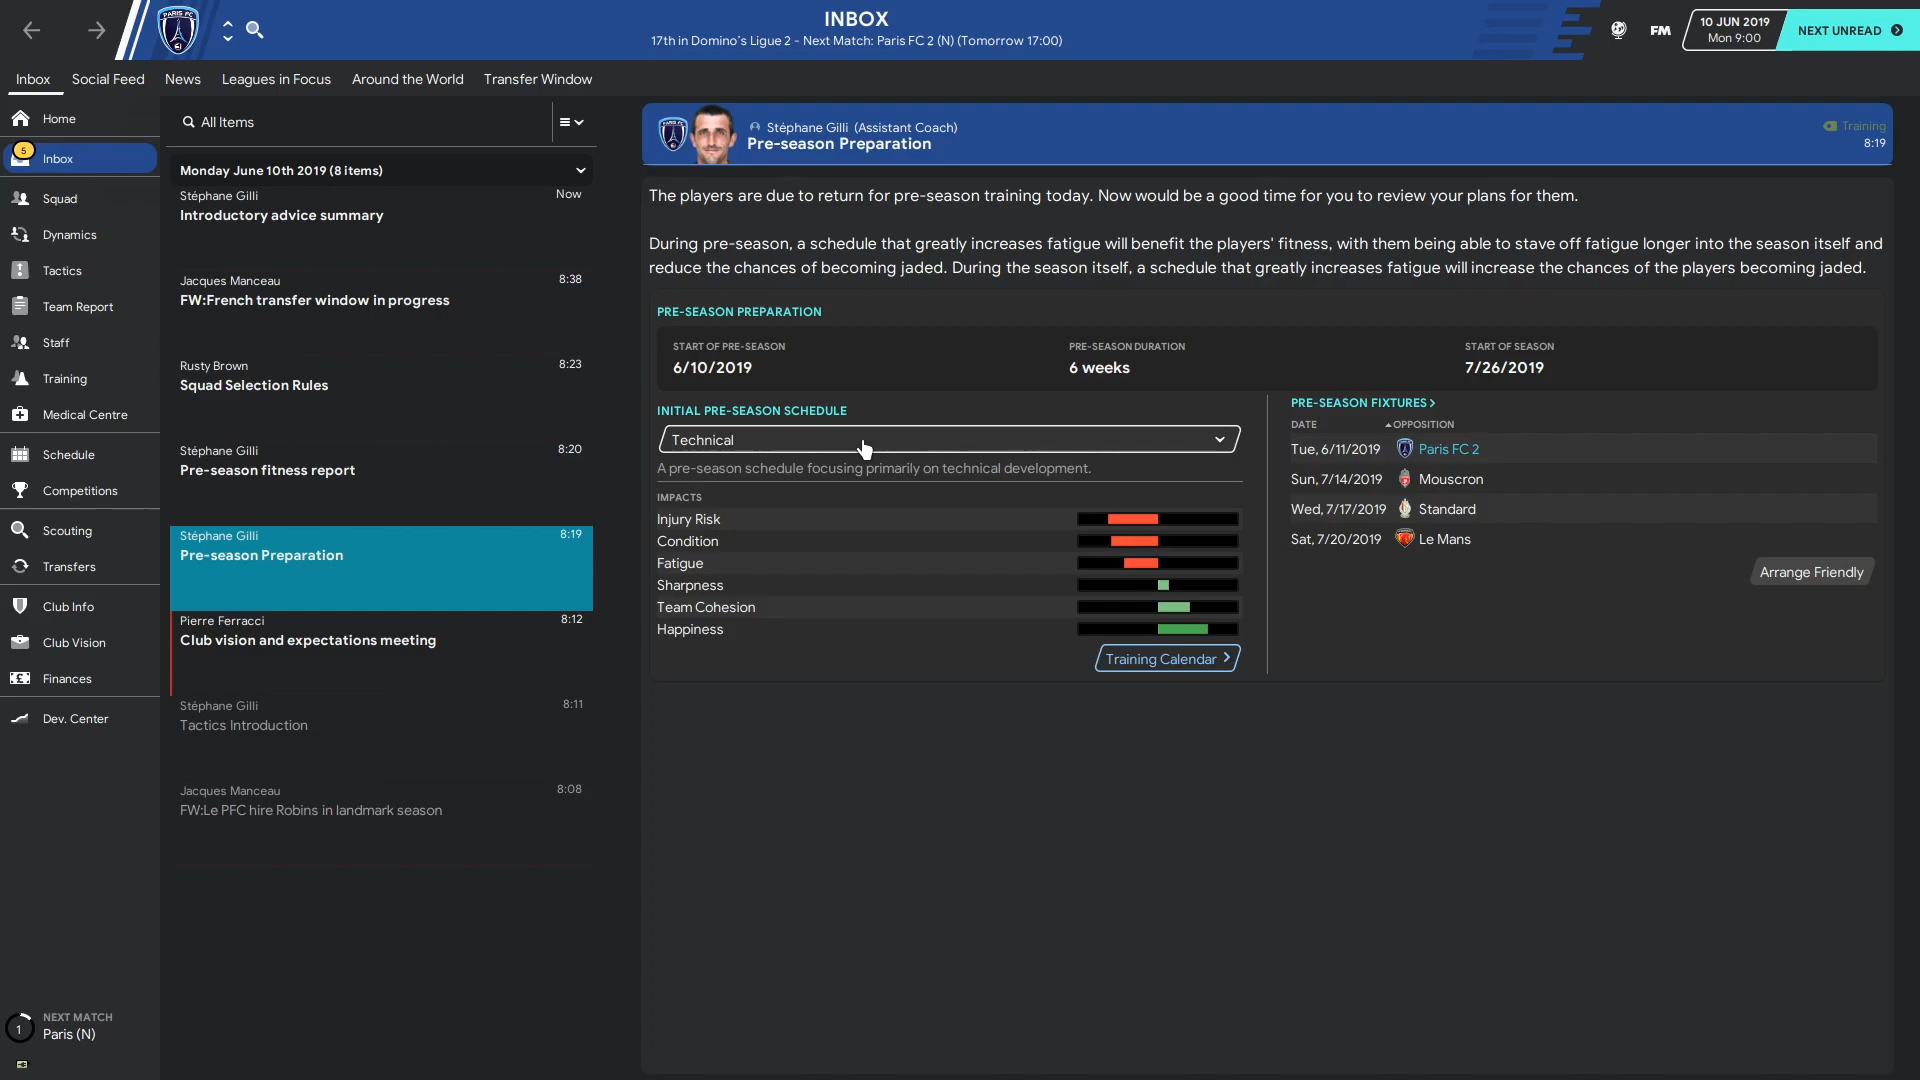 INBOX
17th in Domino's Ligue 2 - Next Match: Paris FC 2 (N) (Tomorrow 17:00)
PARIS FC
FM
10 JUN 2019
Mon 9:00
NEXT UNREAD
Inbox Social Feed News Leagues in Focus Around the World Transfer Window
Home
5
Inbox
Squad
Dynamics
Tactics
Team Report
Staff
Training
Medical Centre
Schedule
Competitions
Scouting
Transfers
Club Info
Club Vision
Finances
Dev. Center
1
NEXT MATCH
Paris (N)
All Items
Monday June 10th 2019 (8 items)
Stéphane Gilli Now
Introductory advice summary
Jacques Manceau 8:38
FW:French transfer window in progress
Rusty Brown 8:23
Squad Selection Rules
Stéphane Gilli 8:20
Pre-season fitness report
Stéphane Gilli 8:19
Pre-season Preparation
Pierre Ferracci 8:12
Club vision and expectations meeting
Stéphane Gilli 8:11
Tactics Introduction
Jacques Manceau 8:08
FW:Le PFC hire Robins in landmark season
Stéphane Gilli (Assistant Coach)
Pre-season Preparation
Training
8:19
The players are due to return for pre-season training today. Now would be a good time for you to review your plans for them.
During pre-season, a schedule that greatly increases fatigue will benefit the players' fitness, with them being able to stave off fatigue longer into the season itself and
reduce the chances of becoming jaded. During the season itself, a schedule that greatly increases fatigue will increase the chances of the players becoming jaded.
PRE-SEASON PREPARATION
START OF PRE-SEASON PRE-SEASON DURATION START OF SEASON
6/10/2019 6 weeks 7/26/2019
INITIAL PRE-SEASON SCHEDULE
Technical
A pre-season schedule focusing primarily on technical development.
IMPACTS
Injury Risk
Condition
Fatigue
Sharpness
Team Cohesion
Happiness
Training Calendar
PRE-SEASON FIXTURES
DATE OPPOSITION
Tue, 6/11/2019 Paris FC 2
Sun, 7/14/2019 Mouscron
Wed, 7/17/2019 Standard
Sat, 7/20/2019 Le Mans
Arrange Friendly